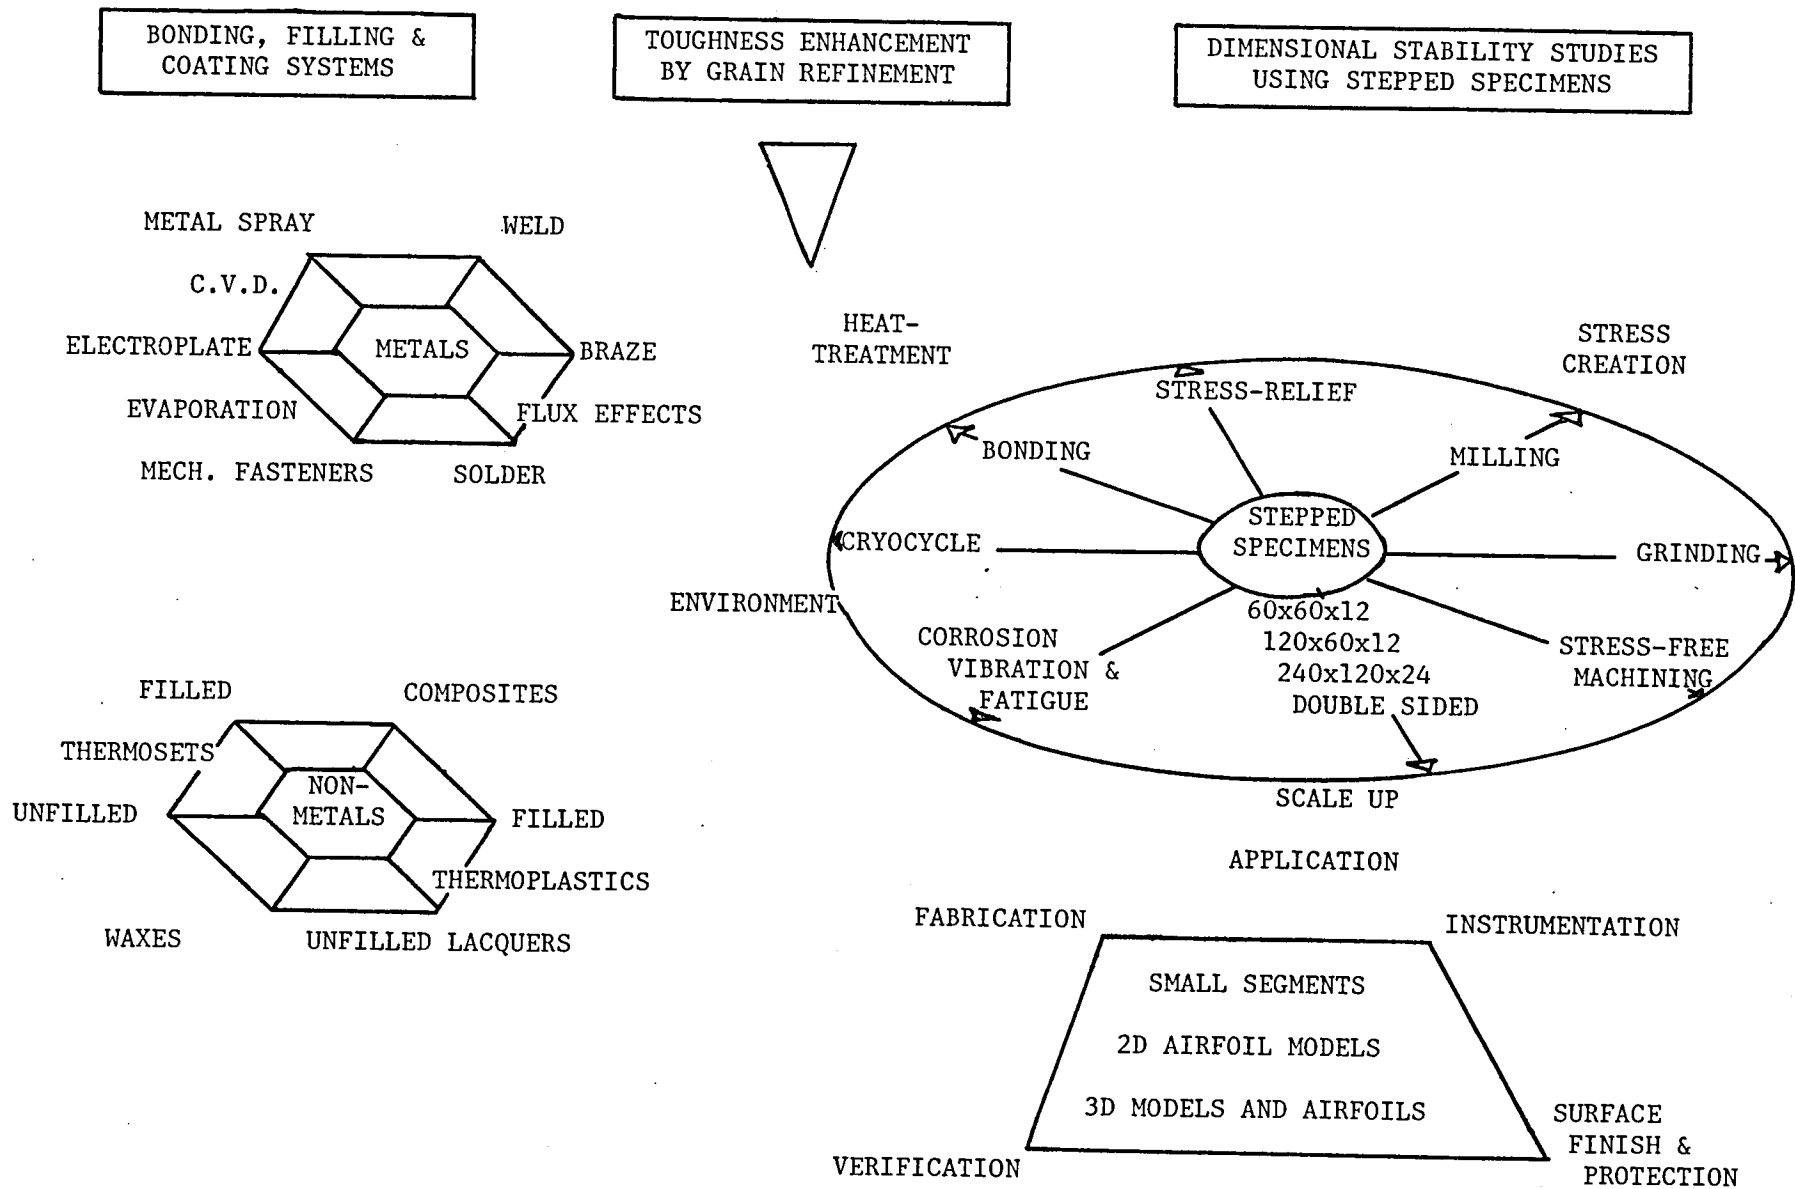 BONDING, FILLING &
COATING SYSTEMS
TOUGHNESS ENHANCEMENT
BY GRAIN REFINEMENT
DIMENSIONAL STABILITY STUDIES
USING STEPPED SPECIMENS
METAL SPRAY
WELD
C.V.D.
ELECTROPLATE
METALS
BRAZE
EVAPORATION
FLUX EFFECTS
MECH. FASTENERS
SOLDER
FILLED
COMPOSITES
THERMOSETS
NON-
METALS
UNFILLED
FILLED
THERMOPLASTICS
WAXES
UNFILLED LACQUERS
HEAT-
TREATMENT
STRESS
CREATION
STRESS-RELIEF
BONDING
MILLING
STEPPED
SPECIMENS
CRYOCYCLE
GRINDING
ENVIRONMENT
60x60x12
120x60x12
240x120x24
DOUBLE SIDED
CORROSION
VIBRATION &
FATIGUE
STRESS-FREE
MACHINING
SCALE UP
APPLICATION
FABRICATION
INSTRUMENTATION
SMALL SEGMENTS
2D AIRFOIL MODELS
3D MODELS AND AIRFOILS
VERIFICATION
SURFACE
FINISH &
PROTECTION